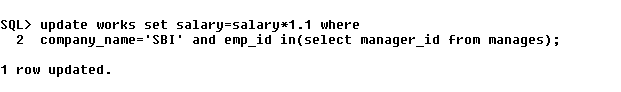 SQL> update works set salary=salary*1.1 where
2 company_name='SBI' and emp_id in(select manager_id from manages);
1 row updated.